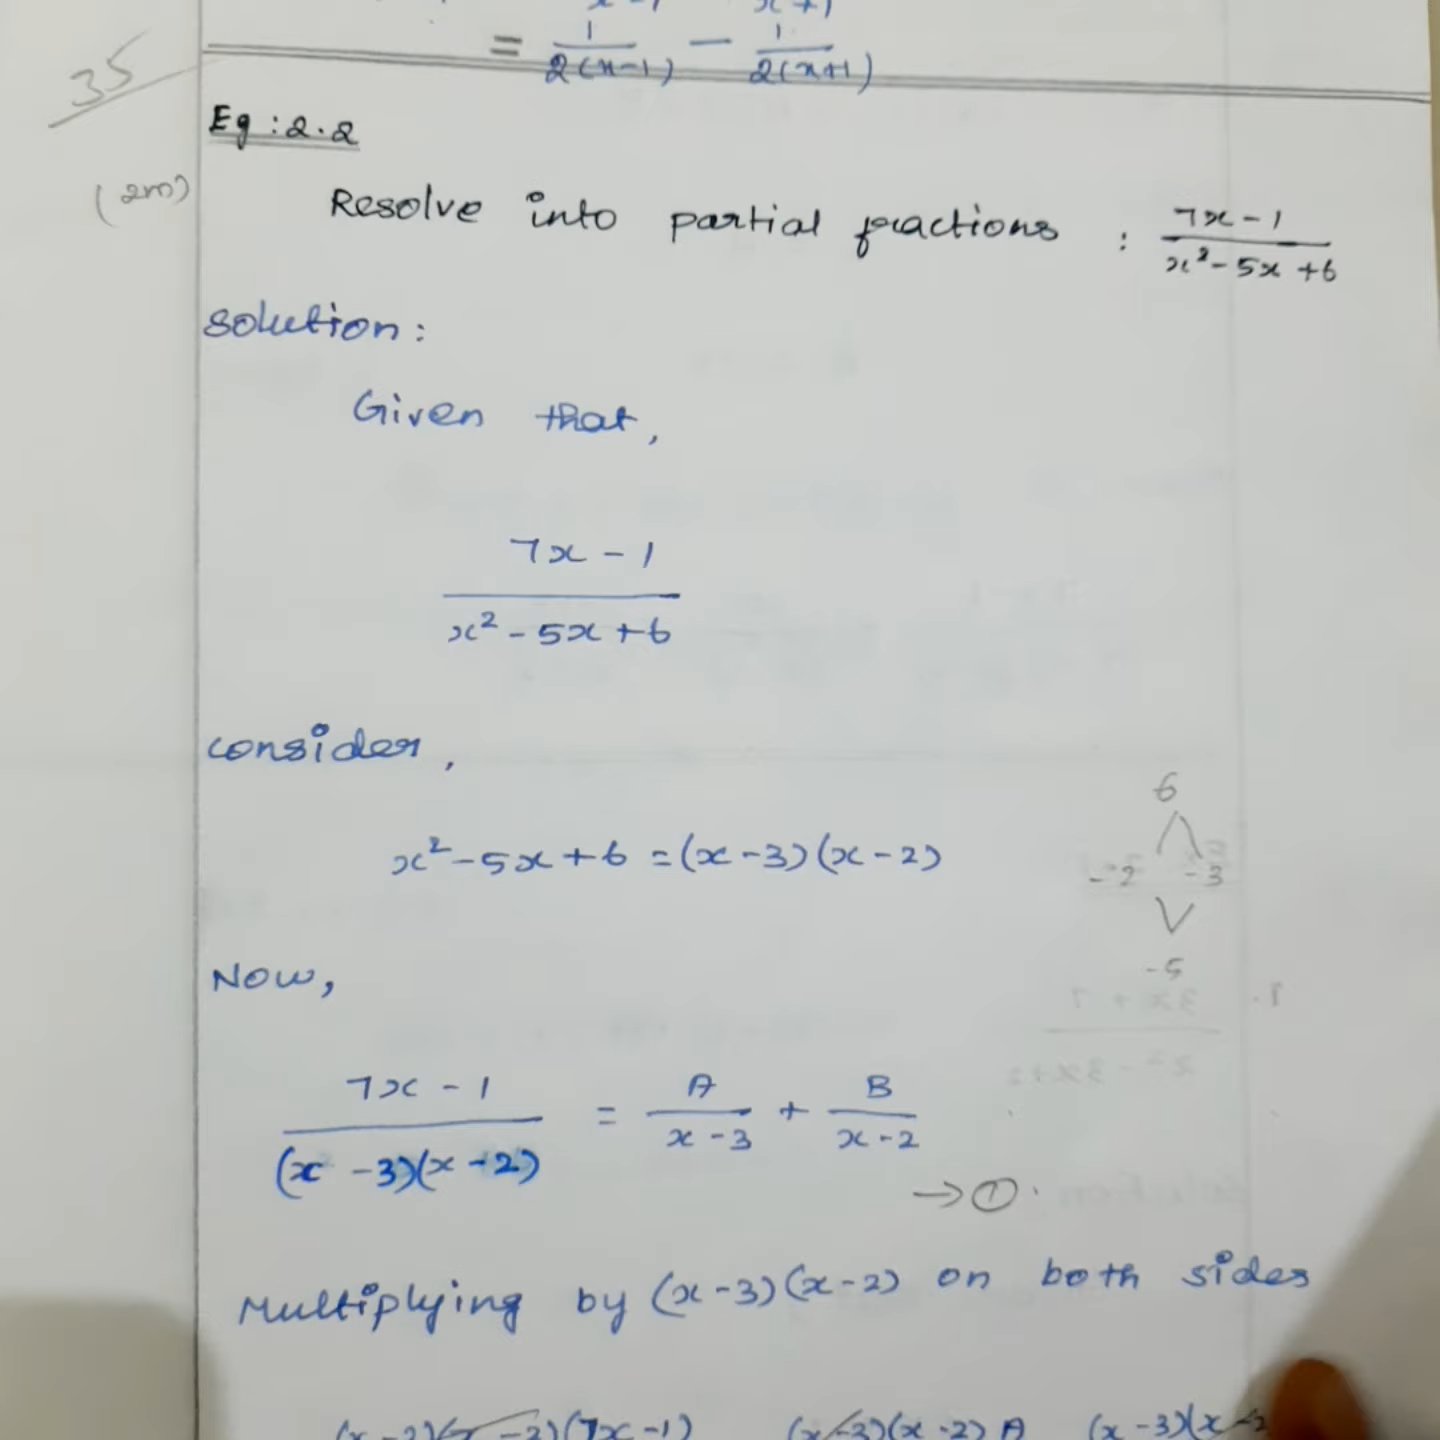 = 1/2(x-1) - 1/2(x+1)
35
Eg : 2.2
(2m)
Resolve into partial fractions : 7x - 1 / x² - 5x + 6
Solution :
Given that,
7x - 1
x² - 5x + 6
consider,
x² - 5x + 6 = (x - 3)(x - 2)
6
-2 -3
-5
Now,
7x - 1 / (x - 3)(x - 2) = A / x - 3 + B / x - 2
→ ①.
Multiplying by (x - 3)(x - 2) on both sides